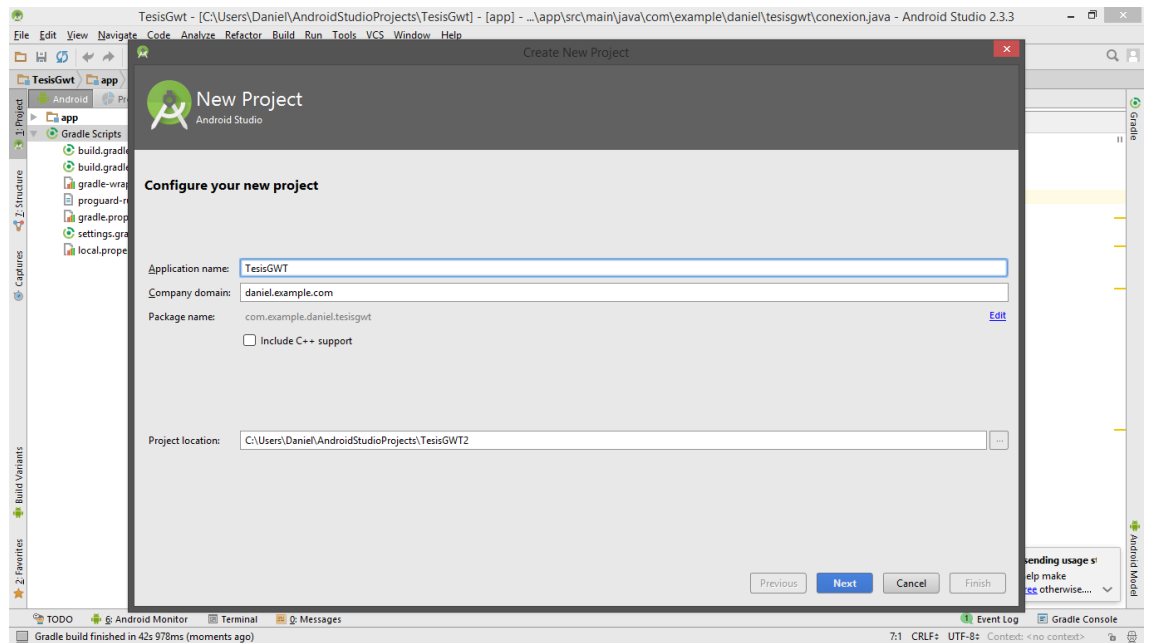 TesisGwt - [C:\Users\Daniel\AndroidStudioProjects\TesisGwt] - [app] - ...\app\src\main\java\com\example\daniel\tesisgwt\conexion.java - Android Studio 2.3.3
File Edit View Navigate Code Analyze Refactor Build Run Tools VCS Window Help
Create New Project
TesisGwt app
Android
1: Project
app
Gradle Scripts
build.gradle
build.gradle
gradle-wrap
proguard-r
gradle.prop
settings.gra
local.prope
Z: Structure
Captures
Build Variants
2: Favorites
New Project
Android Studio
Configure your new project
Application name: TesisGWT
Company domain: daniel.example.com
Package name: com.example.daniel.tesisgwt Edit
Include C++ support
Project location: C:\Users\Daniel\AndroidStudioProjects\TesisGWT2 ...
Previous Next Cancel Finish
Gradle
Android Model
sending usage s
elp make
ree otherwise....
TODO 6: Android Monitor Terminal 0: Messages 1 Event Log Gradle Console
Gradle build finished in 42s 978ms (moments ago) 7:1 CRLF÷ UTF-8÷ Context: <no context>